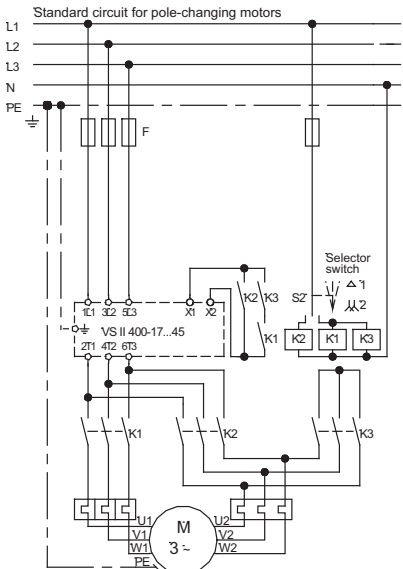 Standard circuit for pole-changing motors
L1
L2
L3
N
PE
F
Selector
switch
K2 K3
S2
1
2
1L1 3L2 5L3 X1 X2
VS II 400-17...45
K1
K2 K1 K3
2T1 4T2 6T3
K1 K2 K3
U1 M U2
V1 V2
W1 3 ~ W2
PE